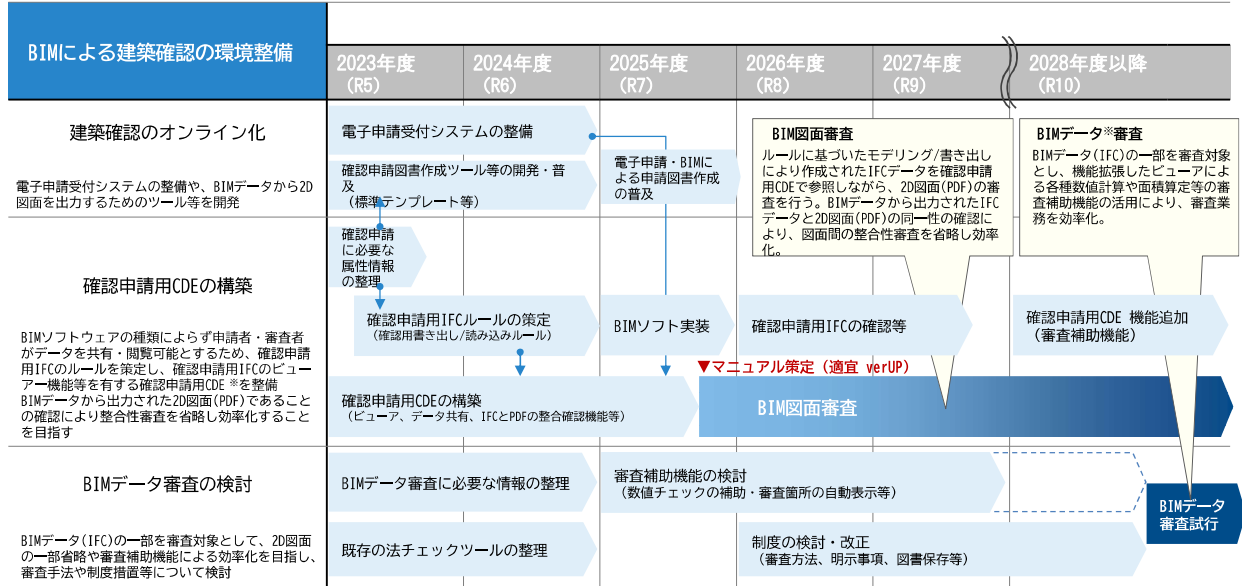 BIMによる建築確認の環境整備
2023年度
(R5)
2024年度
(R6)
2025年度
(R7)
2026年度
(R8)
2027年度
(R9)
2028年度以降
(R10)
建築確認のオンライン化
電子申請受付システムの整備や、BIMデータから2D
図面を出力するためのツール等を開発
電子申請受付システムの整備
確認申請図書作成ツール等の開発・普
及
(標準テンプレート等)
電子申請・BIMに
よる申請図書作成
の普及
BIM図面審査
ルールに基づいたモデリング/書き出し
により作成されたIFCデータを確認申請
用CDEで参照しながら、2D図面(PDF)の審
査を行う。BIMデータから出力されたIFC
データと2D図面(PDF)の同一性の確認に
より、図面間の整合性審査を省略し効率
化。
BIMデータ※審査
BIMデータ(IFC)の一部を審査対象
とし、機能拡張したビューアによ
る各種数値計算や面積算定等の審
査補助機能の活用により、審査業
務を効率化。
確認申請用CDEの構築
BIMソフトウェアの種類によらず申請者・審査者
がデータを共有・閲覧可能とするため、確認申請
用IFCのルールを策定し、確認申請用IFCのビュー
アー機能等を有する確認申請用CDE※を整備
BIMデータから出力された2D図面(PDF)であること
の確認により整合性審査を省略し効率化すること
を目指す
確認申請
に必要な
属性情報
の整理
確認申請用IFCルールの策定
(確認用書き出し/読み込みルール)
BIMソフト実装
確認申請用IFCの確認等
確認申請用CDE 機能追加
(審査補助機能)
▼マニュアル策定(適宜 verUP)
確認申請用CDEの構築
(ビューア、データ共有、IFCとPDFの整合確認機能等)
BIM図面審査
BIMデータ審査の検討
BIMデータ(IFC)の一部を審査対象として、2D図面
の一部省略や審査補助機能による効率化を目指し、
審査手法や制度措置等について検討
BIMデータ審査に必要な情報の整理
審査補助機能の検討
(数値チェックの補助・審査箇所の自動表示等)
BIMデータ
審査試行
既存の法チェックツールの整理
制度の検討・改正
(審査方法、明示事項、図書保存等)